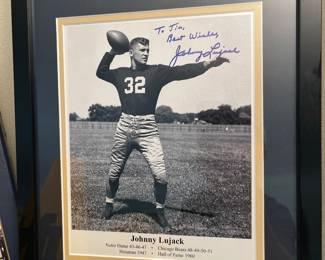 To Jim,
Best Wishes,
Johnny Lujack
32
Johnny Lujack
Notre Dame 43-46-47 • Chicago Bears 48-49-50-51
Heisman 1947 • Hall of Fame 1960